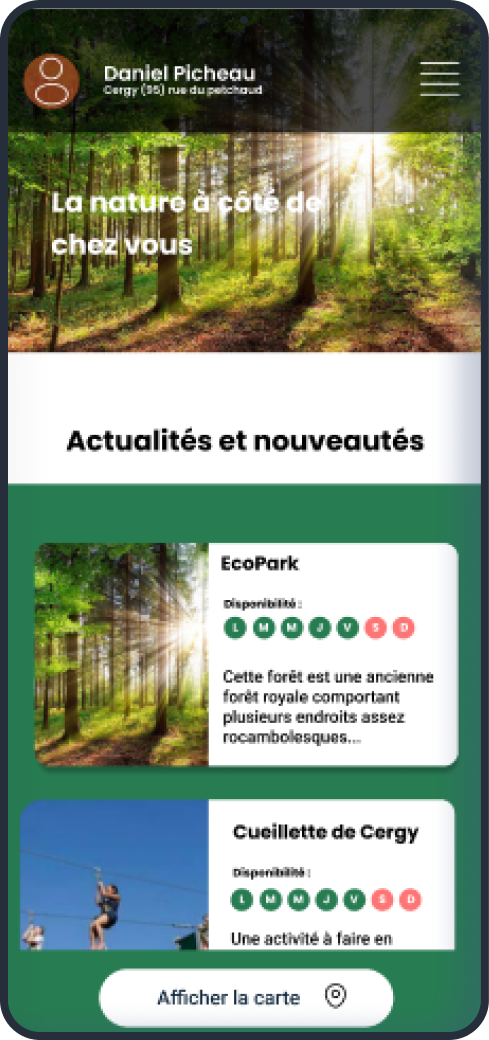 Daniel Picheau
Cergy (95) rue du petchaud
La nature à côté de
chez vous
Actualités et nouveautés
EcoPark
Disponibilité :
L M M J V S D
Cette forêt est une ancienne
forêt royale comportant
plusieurs endroits assez
rocambolesques...
Cueillette de Cergy
Disponibilité :
L M M J V S D
Une activité à faire en
Afficher la carte